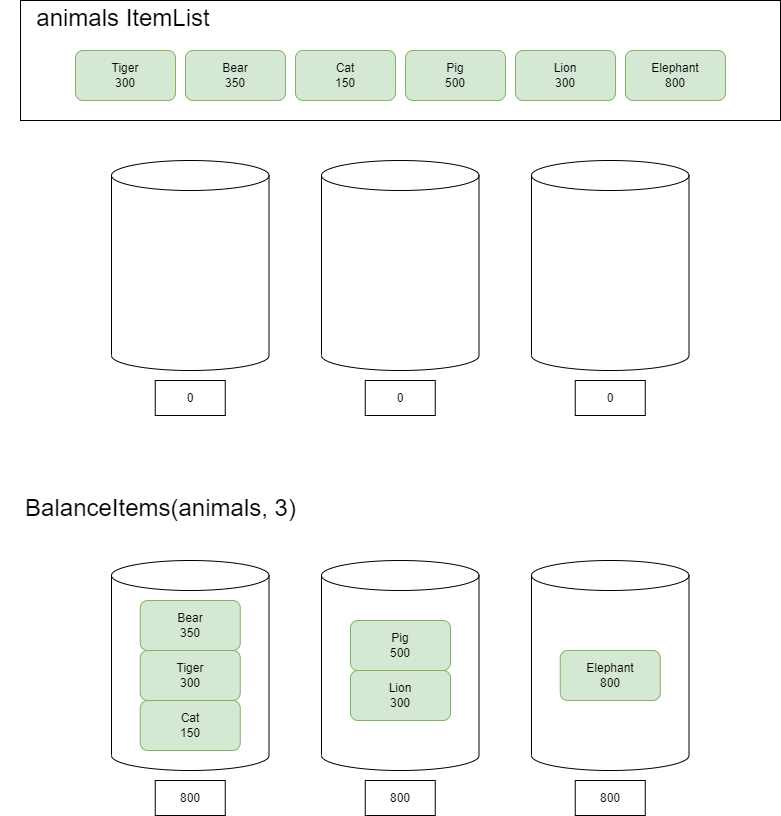 animals ItemList
Tiger
300
Bear
350
Cat
150
Pig
500
Lion
300
Elephant
800
0
0
0
BalanceItems(animals, 3)
Bear
350
Tiger
300
Cat
150
Pig
500
Lion
300
Elephant
800
800
800
800